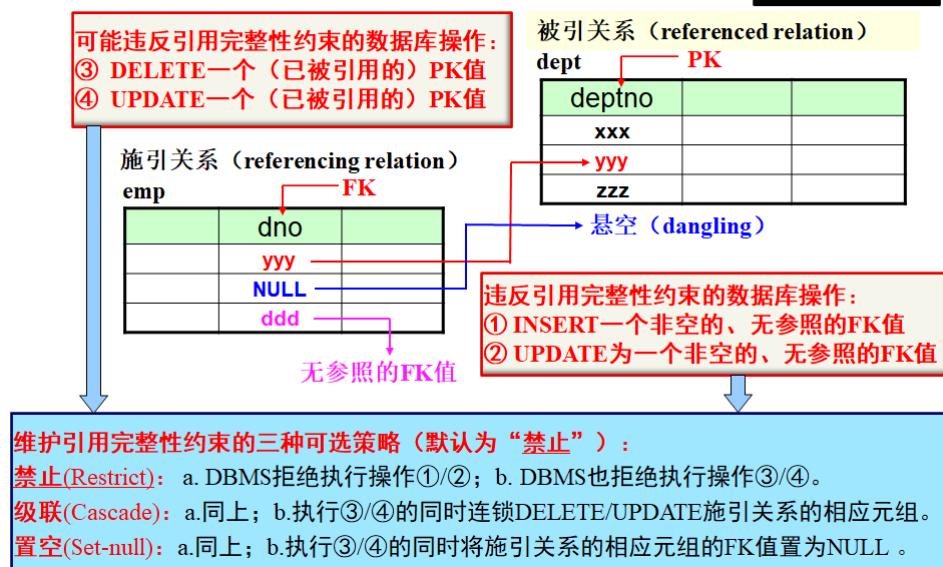 可能违反引用完整性约束的数据库操作：
③ DELETE一个（已被引用的）PK值
④ UPDATE一个（已被引用的）PK值
被引关系（referenced relation）
dept
PK
deptno
xxx
yyy
zzz
施引关系（referencing relation）
emp
FK
dno
yyy
NULL
ddd
悬空（dangling）
无参照的FK值
违反引用完整性约束的数据库操作：
① INSERT一个非空的、无参照的FK值
② UPDATE为一个非空的、无参照的FK值
维护引用完整性约束的三种可选策略（默认为“禁止”）：
禁止(Restrict)： a. DBMS拒绝执行操作①/②；b. DBMS也拒绝执行操作③/④。
级联(Cascade)：a.同上；b.执行③/④的同时连锁DELETE/UPDATE施引关系的相应元组。
置空(Set-null)：a.同上；b.执行③/④的同时将施引关系的相应元组的FK值置为NULL 。